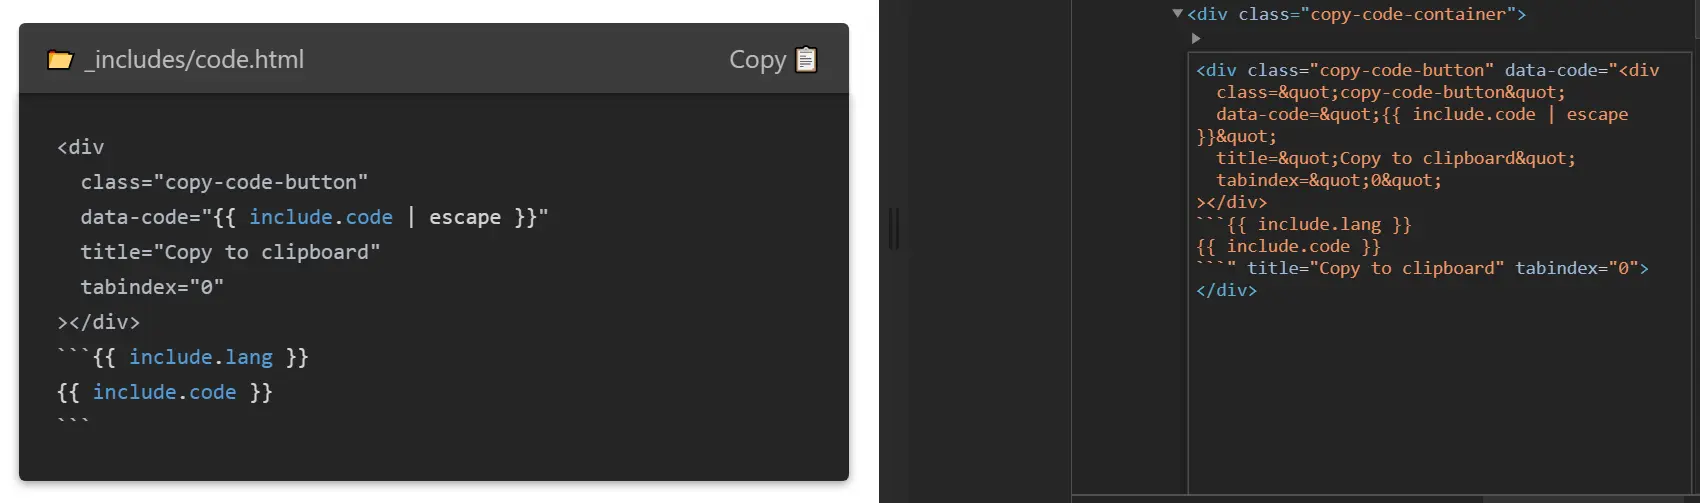 _includes/code.html
Copy
<div
  class="copy-code-button"
  data-code="{{ include.code | escape }}"
  title="Copy to clipboard"
  tabindex="0"
></div>
```{{ include.lang }}
{{ include.code }}
```
<div class="copy-code-container">
<div class="copy-code-button" data-code="<div
  class=&quot;copy-code-button&quot;
  data-code=&quot;{{ include.code | escape
}}&quot;
  title=&quot;Copy to clipboard&quot;
  tabindex=&quot;0&quot;
></div>
```{{ include.lang }}
{{ include.code }}
```" title="Copy to clipboard" tabindex="0">
</div>